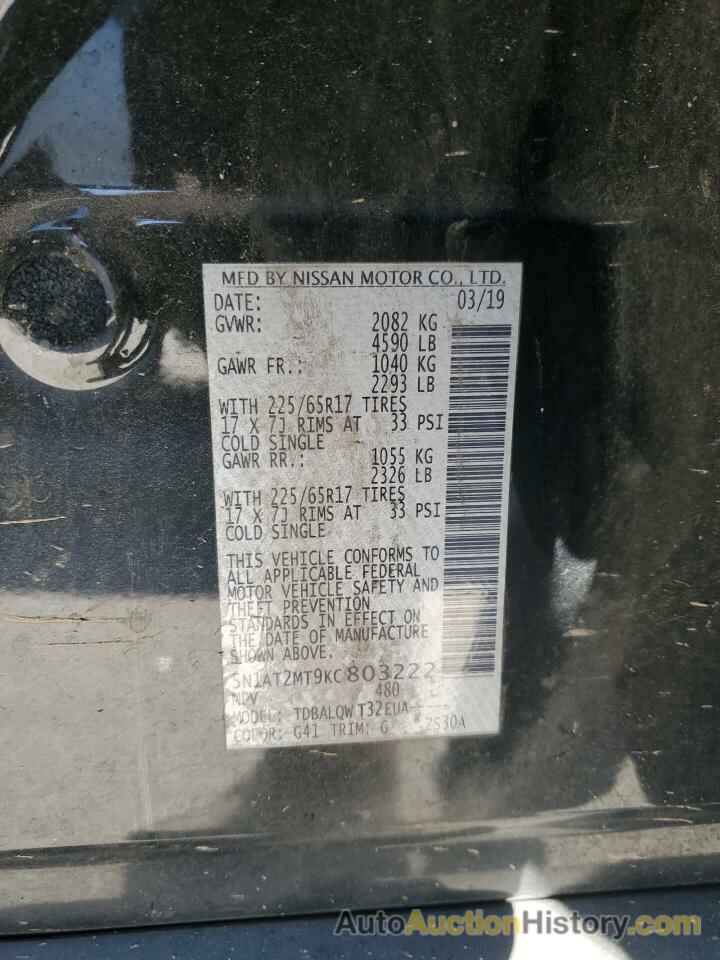 MFD BY NISSAN MOTOR CO., LTD.
DATE: 03/19
GVWR: 2082 KG
4590 LB
GAWR FR.: 1040 KG
2293 LB
WITH 225/65R17 TIRES
17 X 7J RIMS AT 33 PSI
COLD SINGLE
GAWR RR.: 1055 KG
2326 LB
WITH 225/65R17 TIRES
17 X 7J RIMS AT 33 PSI
COLD SINGLE
THIS VEHICLE CONFORMS TO
ALL APPLICABLE FEDERAL
MOTOR VEHICLE SAFETY AND
THEFT PREVENTION
STANDARDS IN EFFECT ON
THE DATE OF MANUFACTURE
SHOWN ABOVE.
5N1AT2MT9KC803222
MPV 480
MODEL: TDBALQW T32EUA
COLOR: G41 TRIM: G
AutoAuctionHistory.com